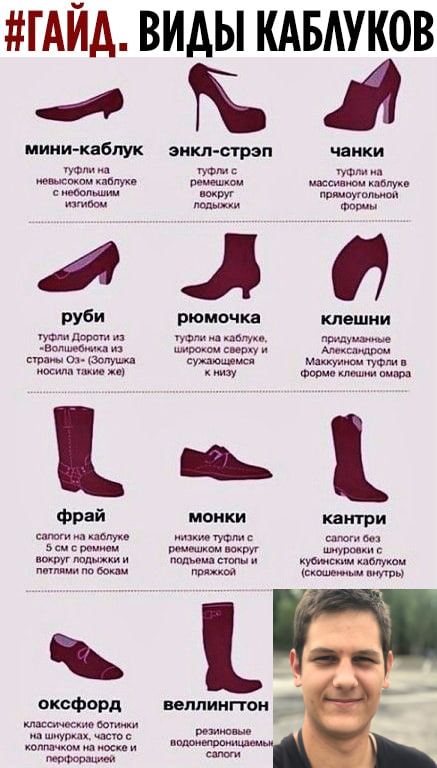 #ГАЙД. ВИДЫ КАБЛУКОВ
мини-каблук
туфли на
невысоком каблуке
с небольшим
изгибом
энкл-стрэп
туфли с
ремешком
вокруг
лодыжки
чанки
туфли на
массивном каблуке
прямоугольной
формы
руби
туфли Дороти из
«Волшебника из
страны Оз» (Золушка
носила такие же)
рюмочка
туфли на каблуке,
широком сверху и
сужающемся
к низу
клешни
придуманные
Александром
Маккуином туфли в
форме клешни омара
фрай
сапоги на каблуке
5 см с ремнем
вокруг лодыжки и
петлями по бокам
монки
низкие туфли с
ремешком вокруг
подъема стопы и
пряжкой
кантри
сапоги без
шнуровки с
кубинским каблуком
(скошенным внутрь)
оксфорд
классические ботинки
на шнурках, часто с
колпачком на носке и
перфорацией
веллингтон
резиновые
водонепроницаемы
сапоги